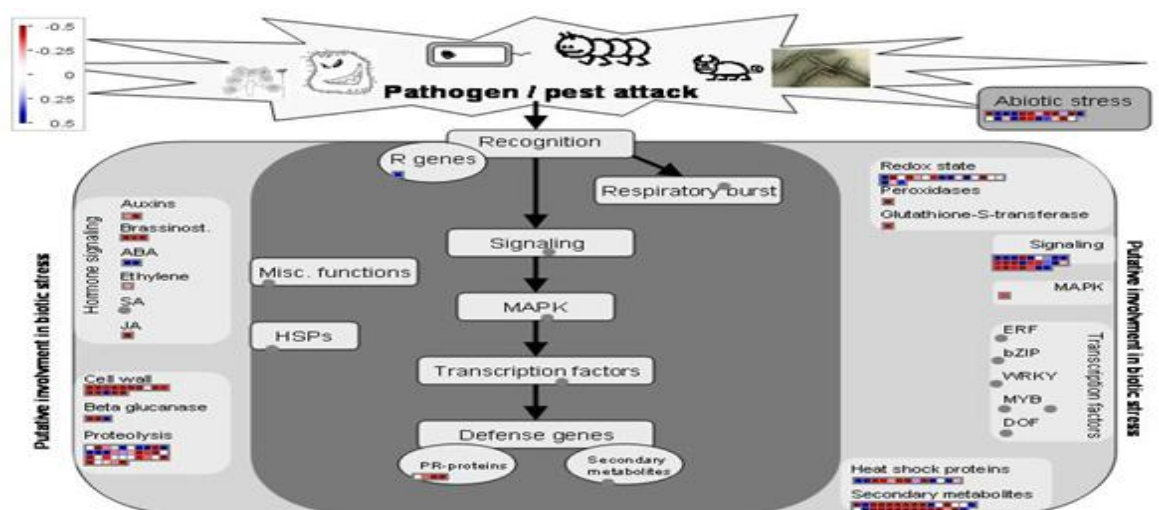 -0.5
-0.25
0
0.25
0.5
Pathogen / pest attack
Abiotic stress
Recognition
R genes
Respiratory burst
Redox state
Peroxidases
Glutathione-S-transferase
Auxins
Brassinost.
ABA
Ethylene
SA
JA
Hormone signaling
Signaling
Signaling
MAPK
Misc. functions
MAPK
HSPs
Transcription factors
ERF
bZIP
WRKY
MYB
DOF
Transcription factors
Putative involvment in biotic stress
Putative involvment in biotic stress
Cell wall
Beta glucanase
Proteolysis
Defense genes
PR-proteins
Secondary
metabolites
Heat shock proteins
Secondary metabolites